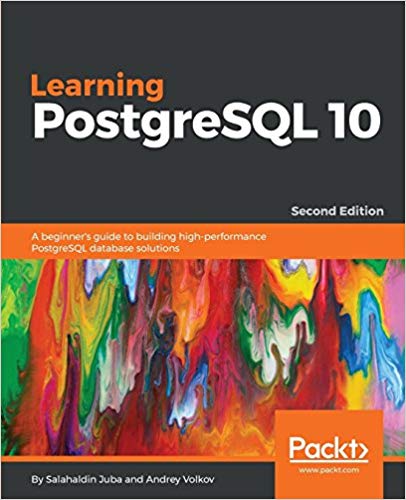 Learning
PostgreSQL 10
Second Edition
A beginner's guide to building high-performance
PostgreSQL database solutions
Packt>
www.packt.com
By Salahaldin Juba and Andrey Volkov